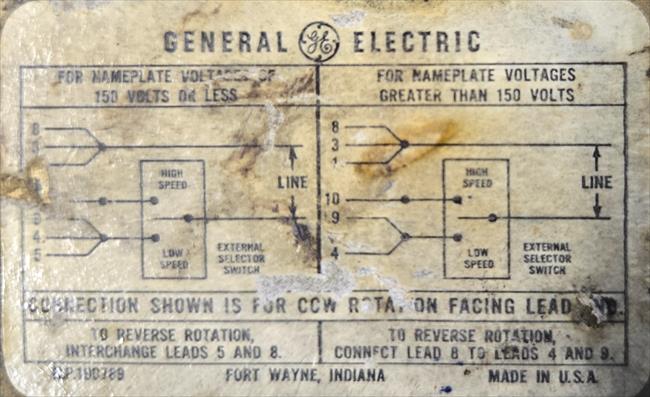 GENERAL GE ELECTRIC
FOR NAMEPLATE VOLTAGES OF
150 VOLTS OR LESS
FOR NAMEPLATE VOLTAGES
GREATER THAN 150 VOLTS
8
3
HIGH
SPEED
LINE
4
5
LOW
SPEED
EXTERNAL
SELECTOR
SWITCH
8
3
1
10
9
4
HIGH
SPEED
LINE
LOW
SPEED
EXTERNAL
SELECTOR
SWITCH
CONNECTION SHOWN IS FOR CCW ROTATION FACING LEAD END.
TO REVERSE ROTATION,
INTERCHANGE LEADS 5 AND 8.
TO REVERSE ROTATION,
CONNECT LEAD 8 TO LEADS 4 AND 9.
FORT WAYNE, INDIANA MADE IN U.S.A.